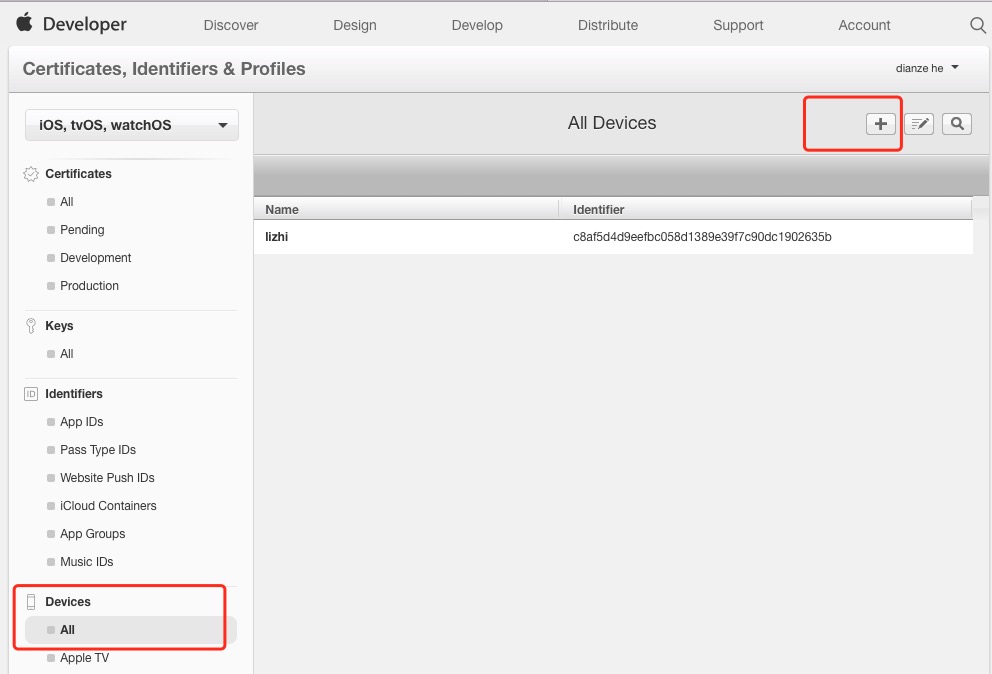 Developer Discover Design Develop Distribute Support Account
Certificates, Identifiers & Profiles
dianze he
iOS, tvOS, watchOS
Certificates
All
Pending
Development
Production
Keys
All
ID Identifiers
App IDs
Pass Type IDs
Website Push IDs
iCloud Containers
App Groups
Music IDs
Devices
All
Apple TV
All Devices
Name Identifier
lizhi c8af5d4d9eefbc058d1389e39f7c90dc1902635b